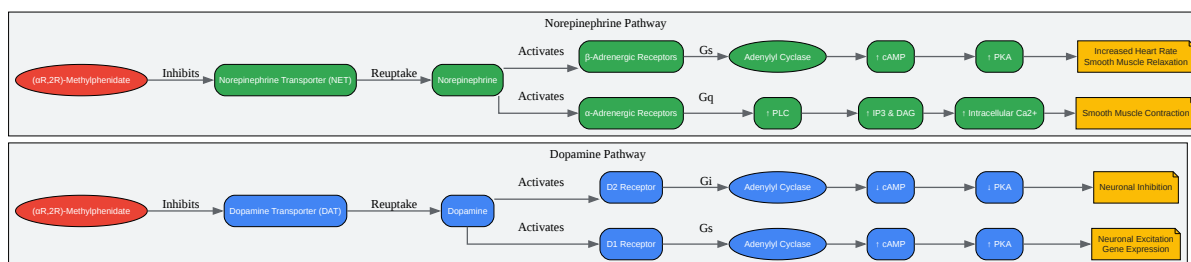 Norepinephrine Pathway
(αR,2R)-Methylphenidate
Inhibits
Norepinephrine Transporter (NET)
Reuptake
Norepinephrine
Activates
β-Adrenergic Receptors
Gs
Adenylyl Cyclase
↑ cAMP
↑ PKA
Increased Heart Rate
Smooth Muscle Relaxation
Activates
α-Adrenergic Receptors
Gq
↑ PLC
↑ IP3 & DAG
↑ Intracellular Ca2+
Smooth Muscle Contraction
Dopamine Pathway
(αR,2R)-Methylphenidate
Inhibits
Dopamine Transporter (DAT)
Reuptake
Dopamine
Activates
D2 Receptor
Gi
Adenylyl Cyclase
↓ cAMP
↓ PKA
Neuronal Inhibition
Activates
D1 Receptor
Gs
Adenylyl Cyclase
↑ cAMP
↑ PKA
Neuronal Excitation
Gene Expression